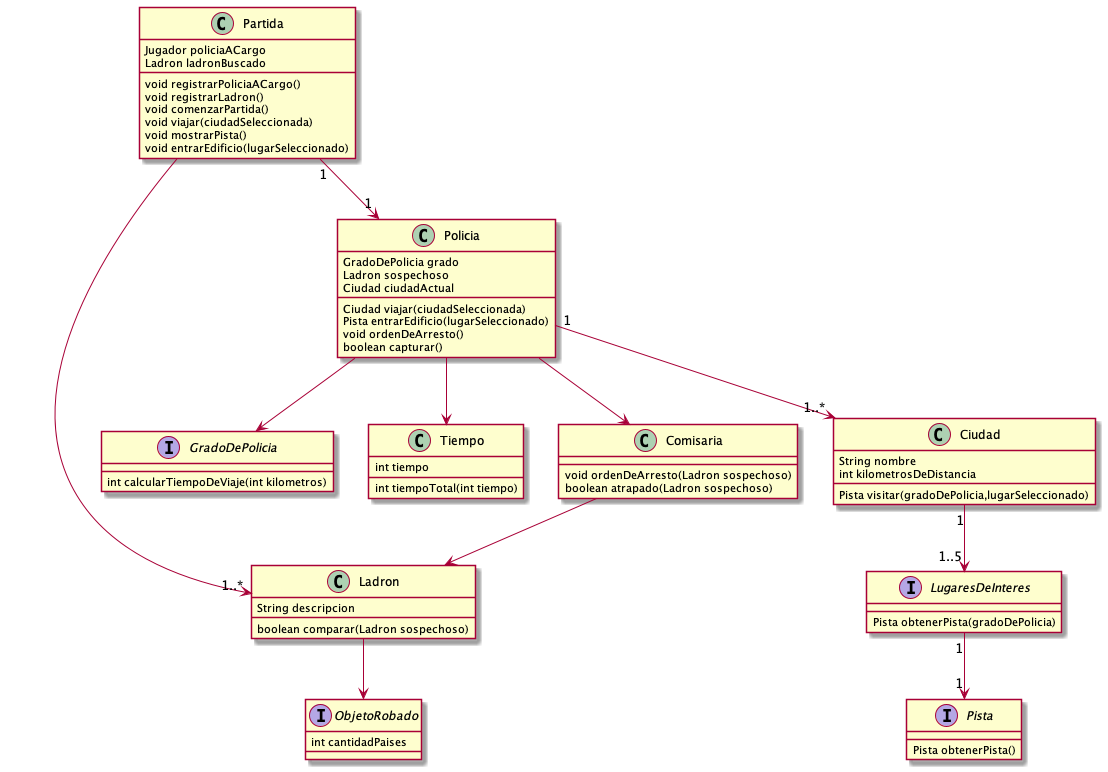 C Partida
Jugador policiaACargo
Ladron ladronBuscado
void registrarPoliciaACargo()
void registrarLadron()
void comenzarPartida()
void viajar(ciudadSeleccionada)
void mostrarPista()
void entrarEdificio(lugarSeleccionado)
1
1
C Policia
GradoDePolicia grado
Ladron sospechoso
Ciudad ciudadActual
Ciudad viajar(ciudadSeleccionada)
Pista entrarEdificio(lugarSeleccionado)
void ordenDeArresto()
boolean capturar()
1
1..*
I GradoDePolicia
int calcularTiempoDeViaje(int kilometros)
C Tiempo
int tiempo
int tiempoTotal(int tiempo)
C Comisaria
void ordenDeArresto(Ladron sospechoso)
boolean atrapado(Ladron sospechoso)
C Ciudad
String nombre
int kilometrosDeDistancia
Pista visitar(gradoDePolicia,lugarSeleccionado)
1
1..5
1..*
C Ladron
String descripcion
boolean comparar(Ladron sospechoso)
I LugaresDeInteres
Pista obtenerPista(gradoDePolicia)
1
1
I ObjetoRobado
int cantidadPaises
I Pista
Pista obtenerPista()